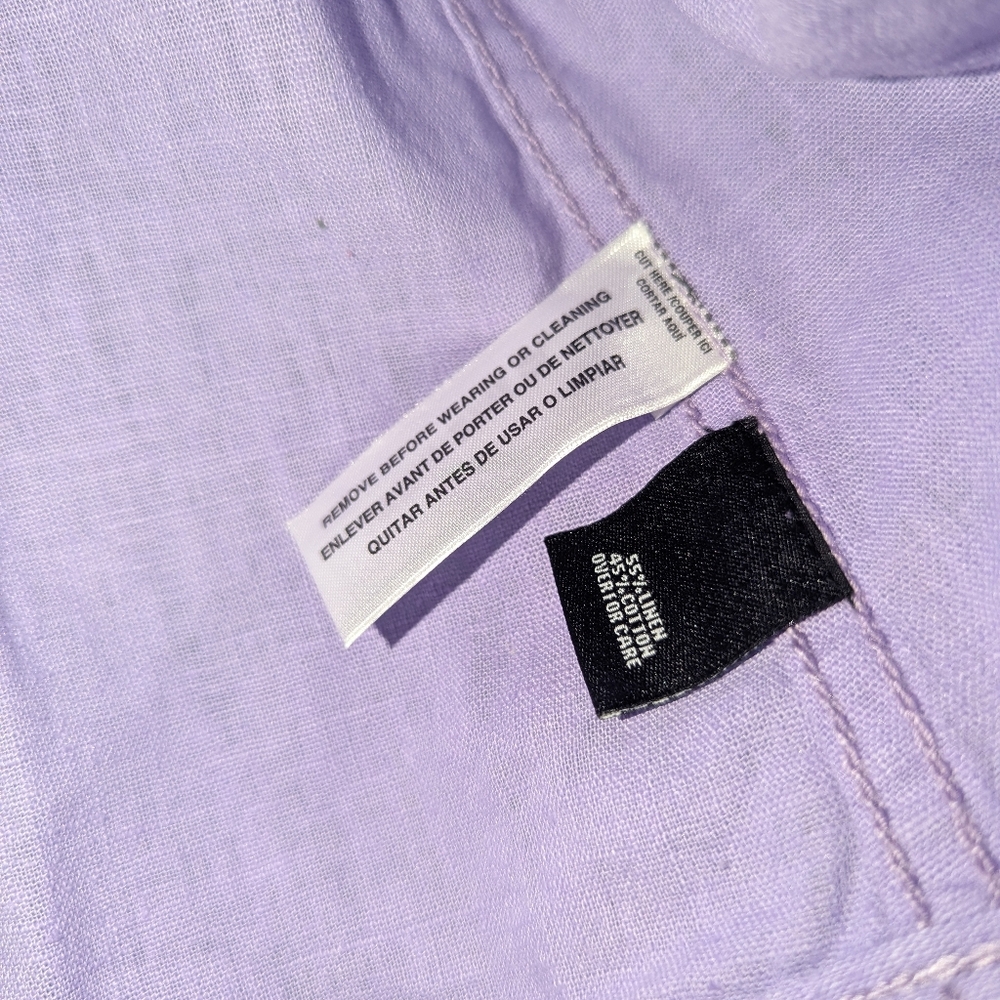 CUT HERE /COUPER ICI
CORTAR AQUÍ
REMOVE BEFORE WEARING OR CLEANING
ENLEVER AVANT DE PORTER OU DE NETTOYER
QUITAR ANTES DE USAR O LIMPIAR
55%LINEN
45%COTTON
OVER FOR CARE